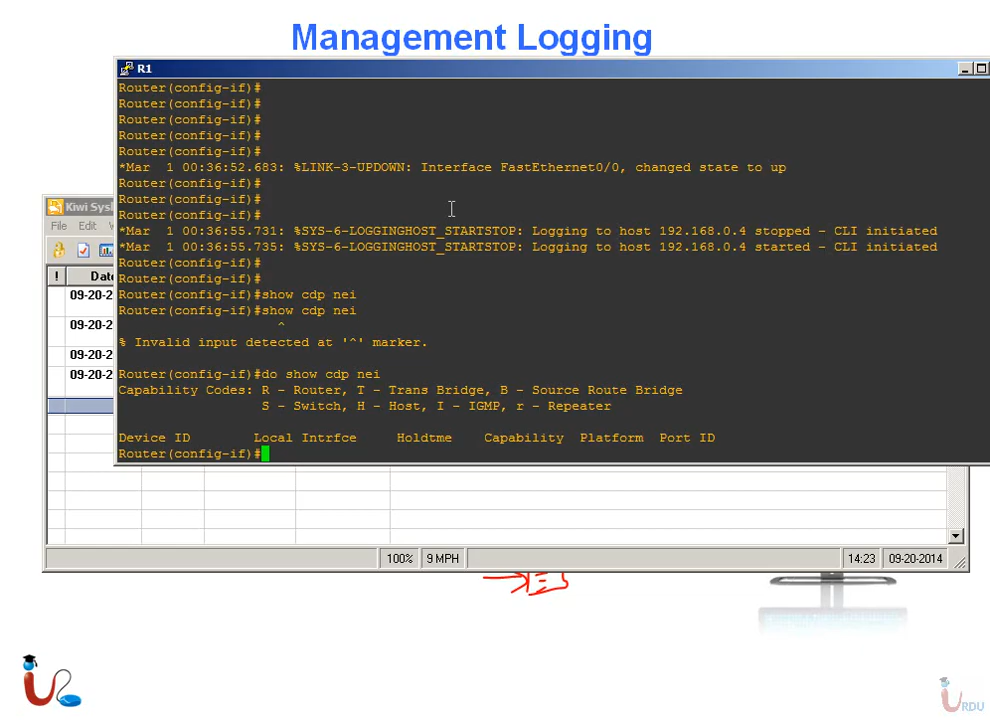 Management Logging
R1
Router(config-if)#
Router(config-if)#
Router(config-if)#
Router(config-if)#
Router(config-if)#
*Mar  1 00:36:52.683: %LINK-3-UPDOWN: Interface FastEthernet0/0, changed state to up
Router(config-if)#
Router(config-if)#
Router(config-if)#
*Mar  1 00:36:55.731: %SYS-6-LOGGINGHOST_STARTSTOP: Logging to host 192.168.0.4 stopped - CLI initiated
*Mar  1 00:36:55.735: %SYS-6-LOGGINGHOST_STARTSTOP: Logging to host 192.168.0.4 started - CLI initiated
Router(config-if)#
Router(config-if)#
Router(config-if)#show cdp nei
Router(config-if)#show cdp nei
^
% Invalid input detected at '^' marker.
Router(config-if)#do show cdp nei
Capability Codes: R - Router, T - Trans Bridge, B - Source Route Bridge
S - Switch, H - Host, I - IGMP, r - Repeater
Device ID Local Intrfce Holdtme Capability Platform Port ID
Router(config-if)#
Kiwi
File Edit
! Dat
09-20-2
09-20-2
09-20-2
09-20-2
100% 9 MPH 14:23 09-20-2014
URDU